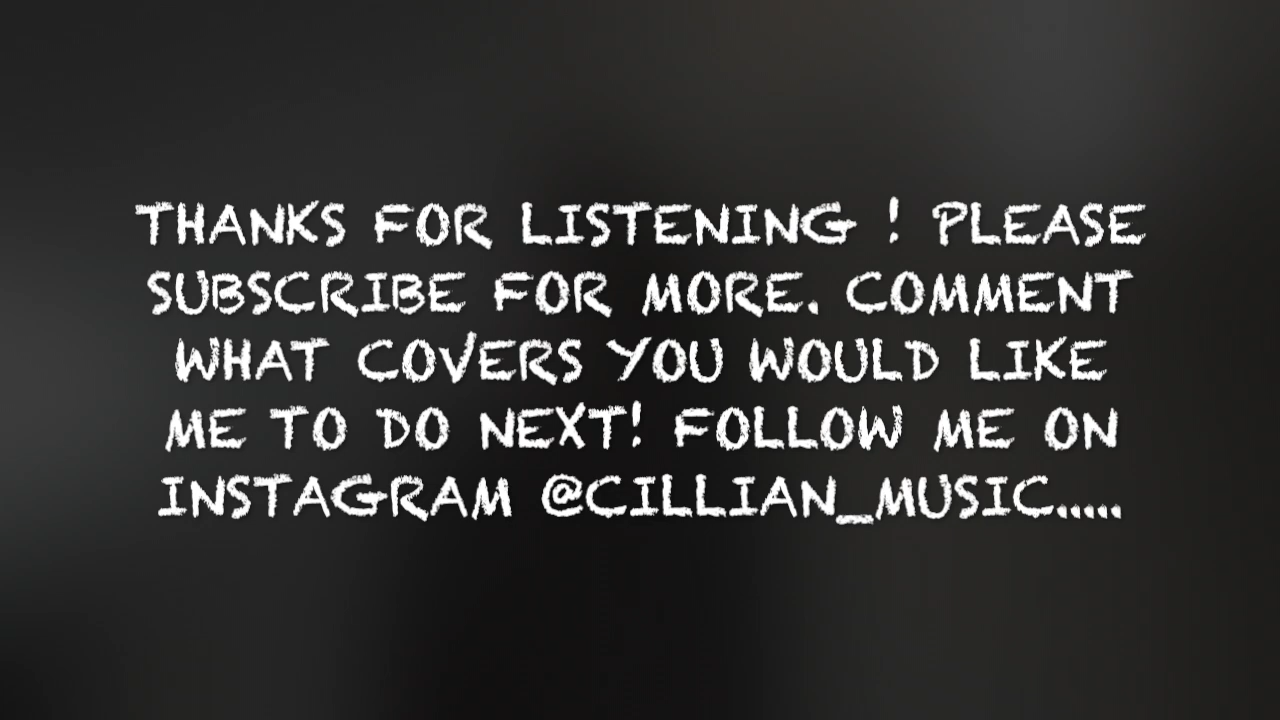 THANKS FOR LISTENING ! PLEASE
SUBSCRIBE FOR MORE. COMMENT
WHAT COVERS YOU WOULD LIKE
ME TO DO NEXT! FOLLOW ME ON
INSTAGRAM @CILLIAN_MUSIC.....